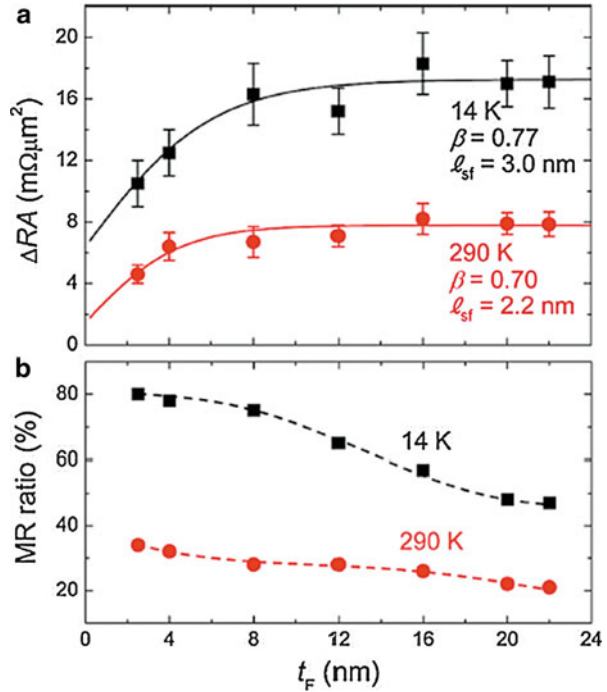 a
20
16
12
8
4
0
ΔRA (mΩμm²)
14 K
β = 0.77
ℓsf = 3.0 nm
290 K
β = 0.70
ℓsf = 2.2 nm
b
80
60
40
20
MR ratio (%)
14 K
290 K
0 4 8 12 16 20 24
tF (nm)